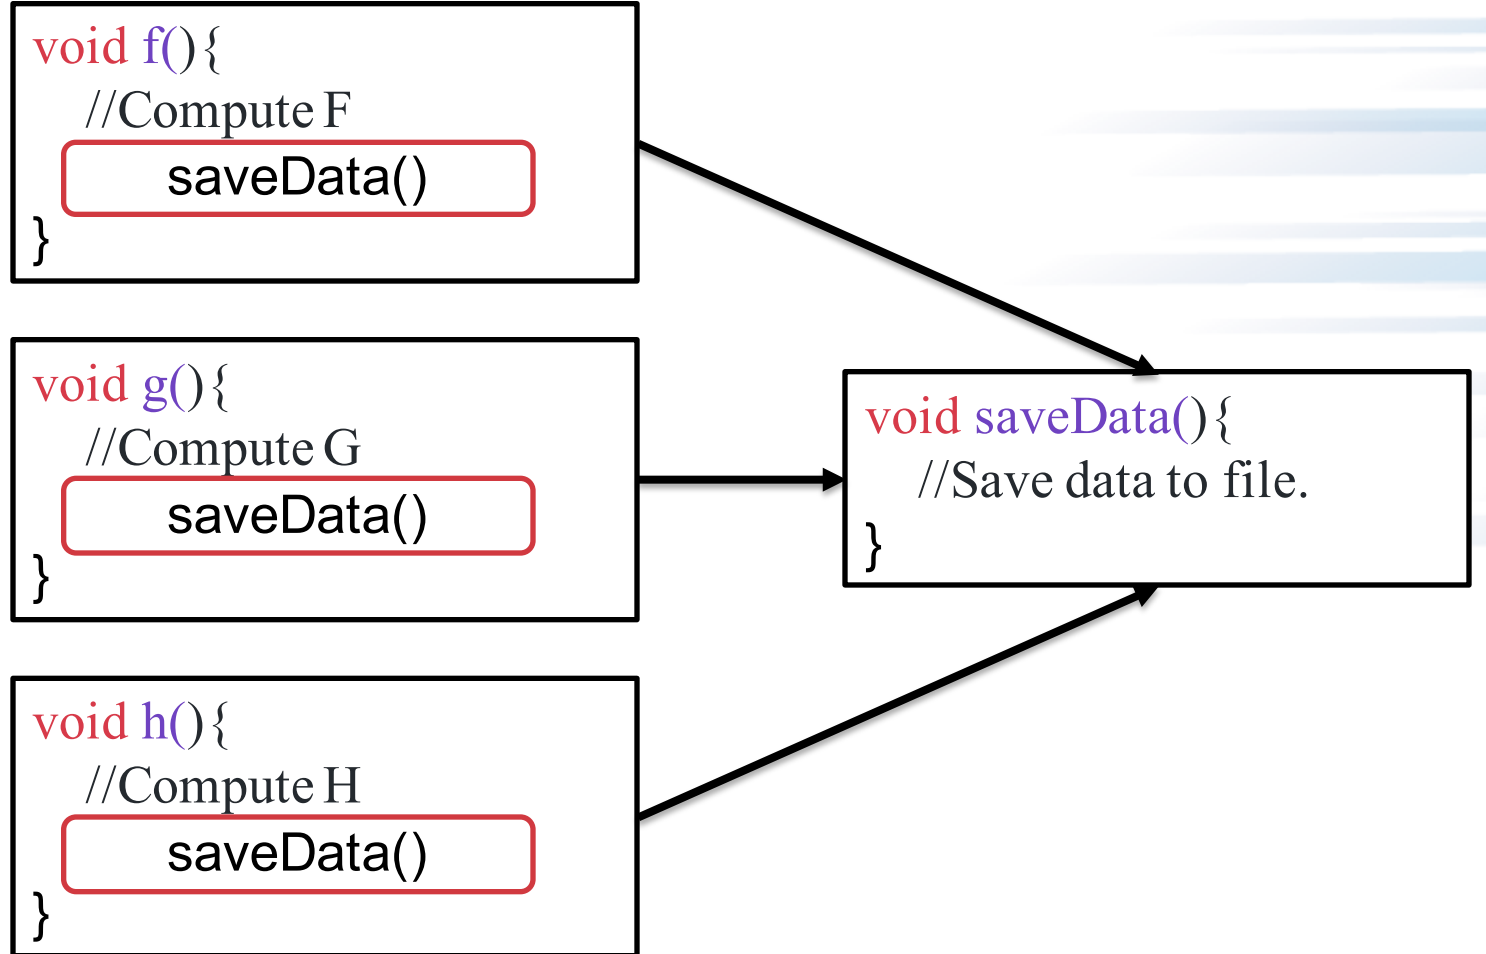 void f(){
//Compute F
saveData()
}
void g(){
//Compute G
saveData()
}
void h(){
//Compute H
saveData()
}
void saveData(){
//Save data to file.
}